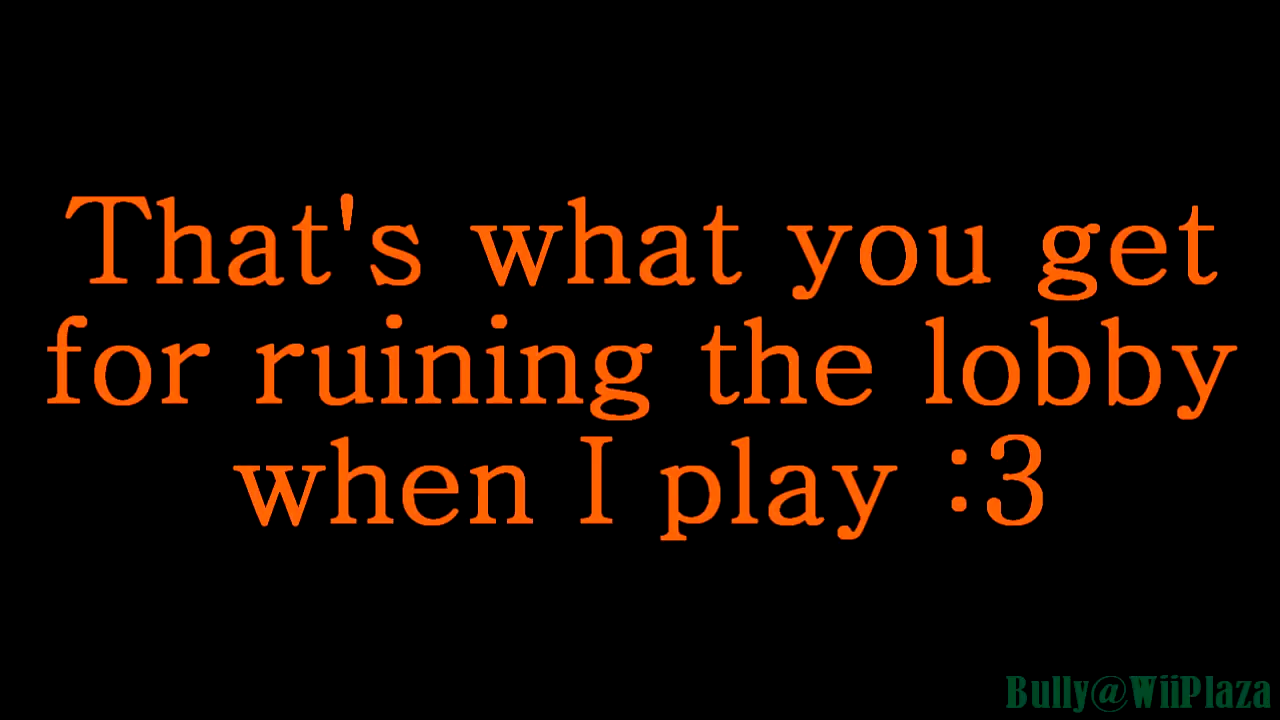 That's what you get
for ruining the lobby
when I play :3
Bully@WiiPlaza